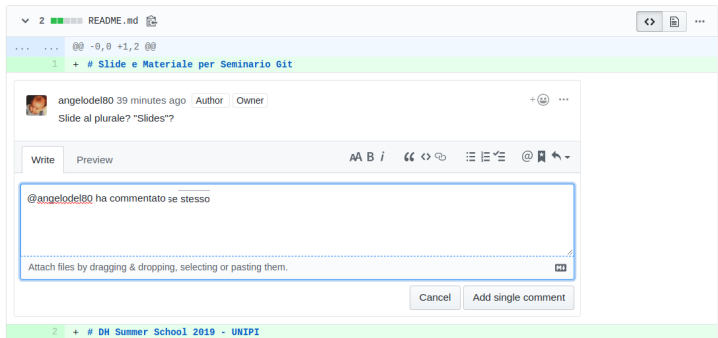 2 README.md
... ... @@ -0,0 +1,2 @@
1 + # Slide e Materiale per Seminario Git
angelodel80 39 minutes ago Author Owner
Slide al plurale? "Slides"?
Write Preview
@angelodel80 ha commentato se stesso
Attach files by dragging & dropping, selecting or pasting them.
Cancel Add single comment
2 + # DH Summer School 2019 - UNIPI